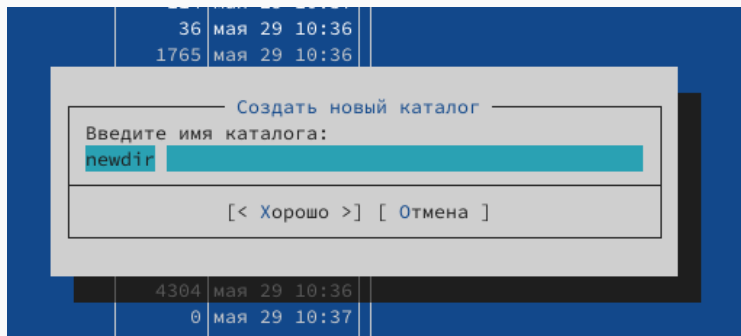 36 мая 29 10:36
1765 мая 29 10:36
Создать новый каталог
Введите имя каталога:
newdir
[< Хорошо >] [ Отмена ]
4304 мая 29 10:36
0 мая 29 10:37